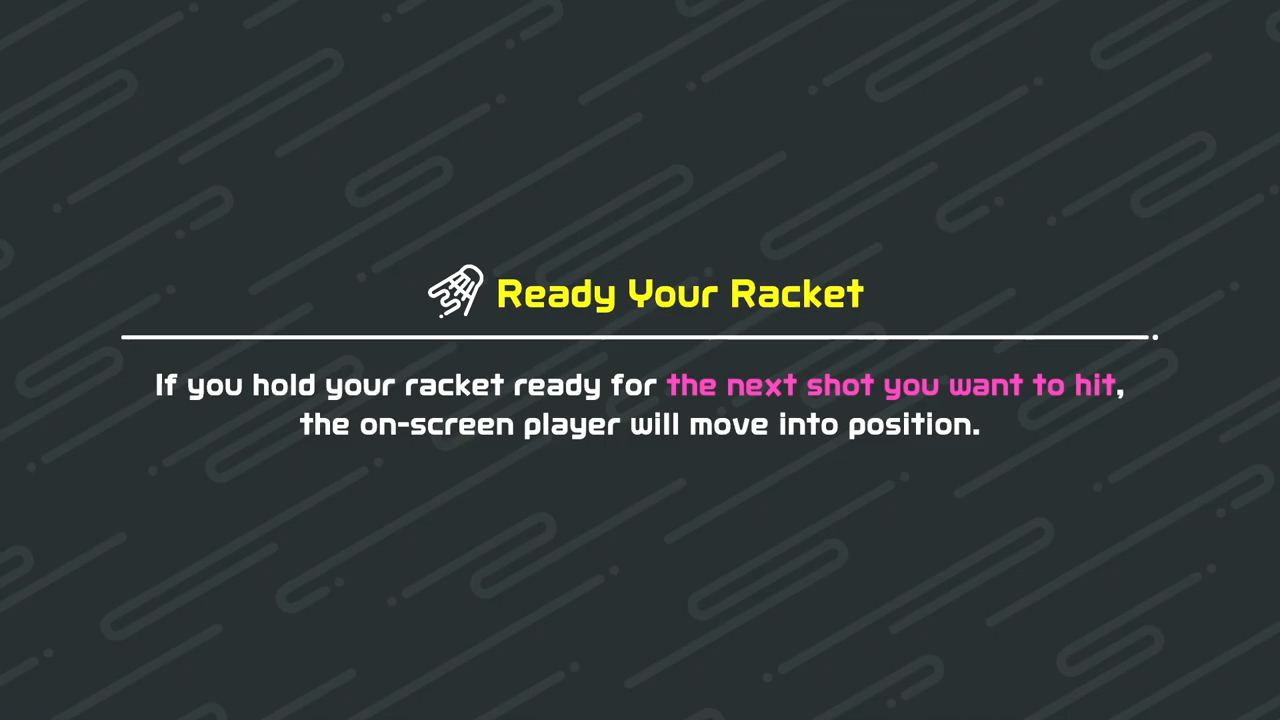 Ready Your Racket
If you hold your racket ready for the next shot you want to hit,
the on-screen player will move into position.